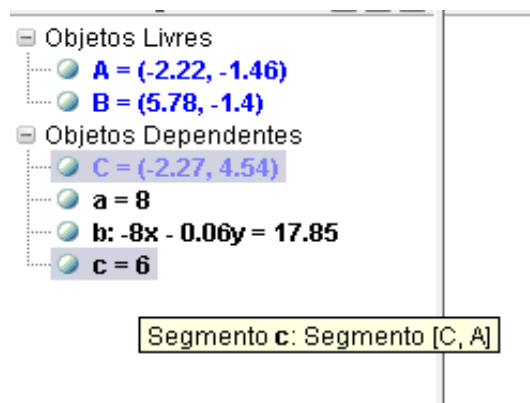 Objetos Livres
A = (-2.22, -1.46)
B = (5.78, -1.4)
Objetos Dependentes
C = (-2.27, 4.54)
a = 8
b: -8x - 0.06y = 17.85
c = 6
Segmento c: Segmento [C, A]